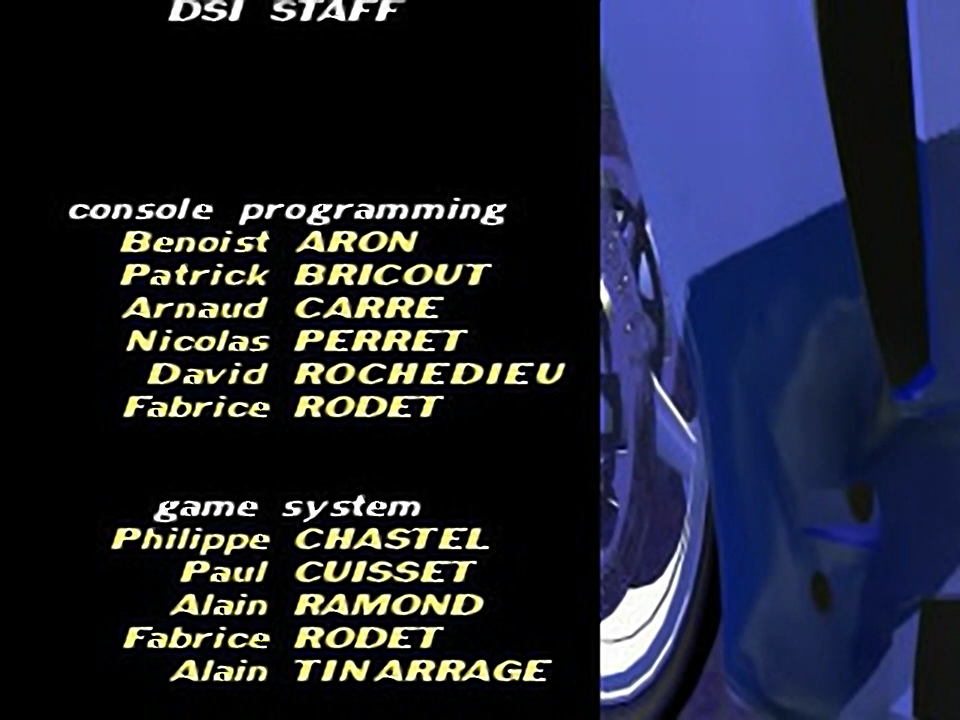 DSI STAFF
console programming
Benoist ARON
Patrick BRICOUT
Arnaud CARRE
Nicolas PERRET
David ROCHEDIEU
Fabrice RODET
game system
Philippe CHASTEL
Paul CUISSET
Alain RAMOND
Fabrice RODET
Alain TINARRAGE